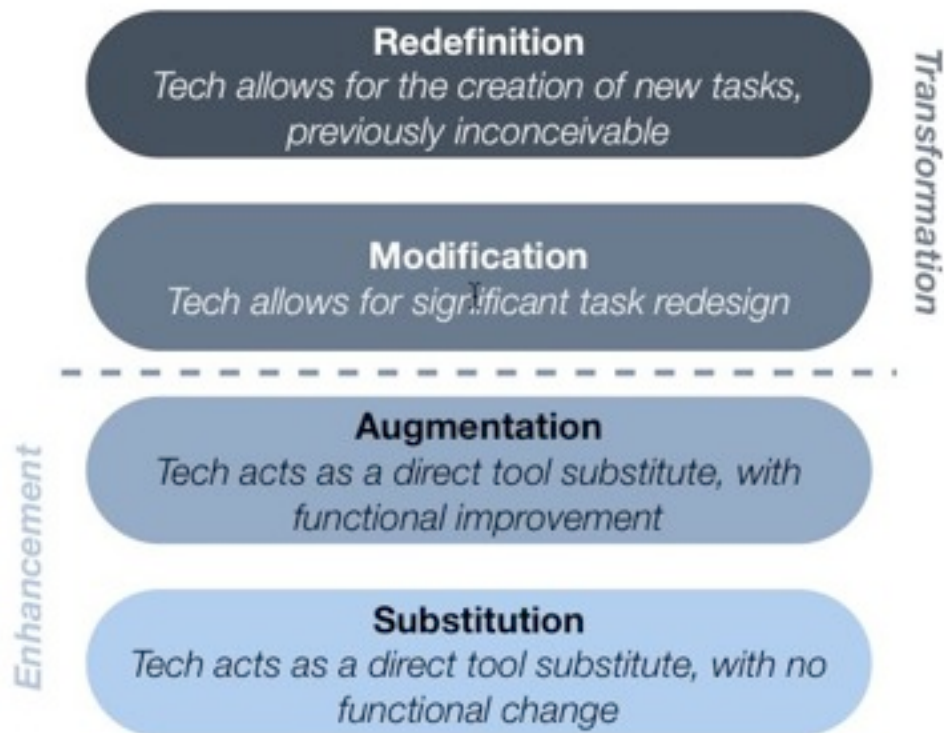 Redefinition
Tech allows for the creation of new tasks,
previously inconceivable
Transformation
Modification
Tech allows for significant task redesign
Augmentation
Tech acts as a direct tool substitute, with
functional improvement
Enhancement
Substitution
Tech acts as a direct tool substitute, with no
functional change